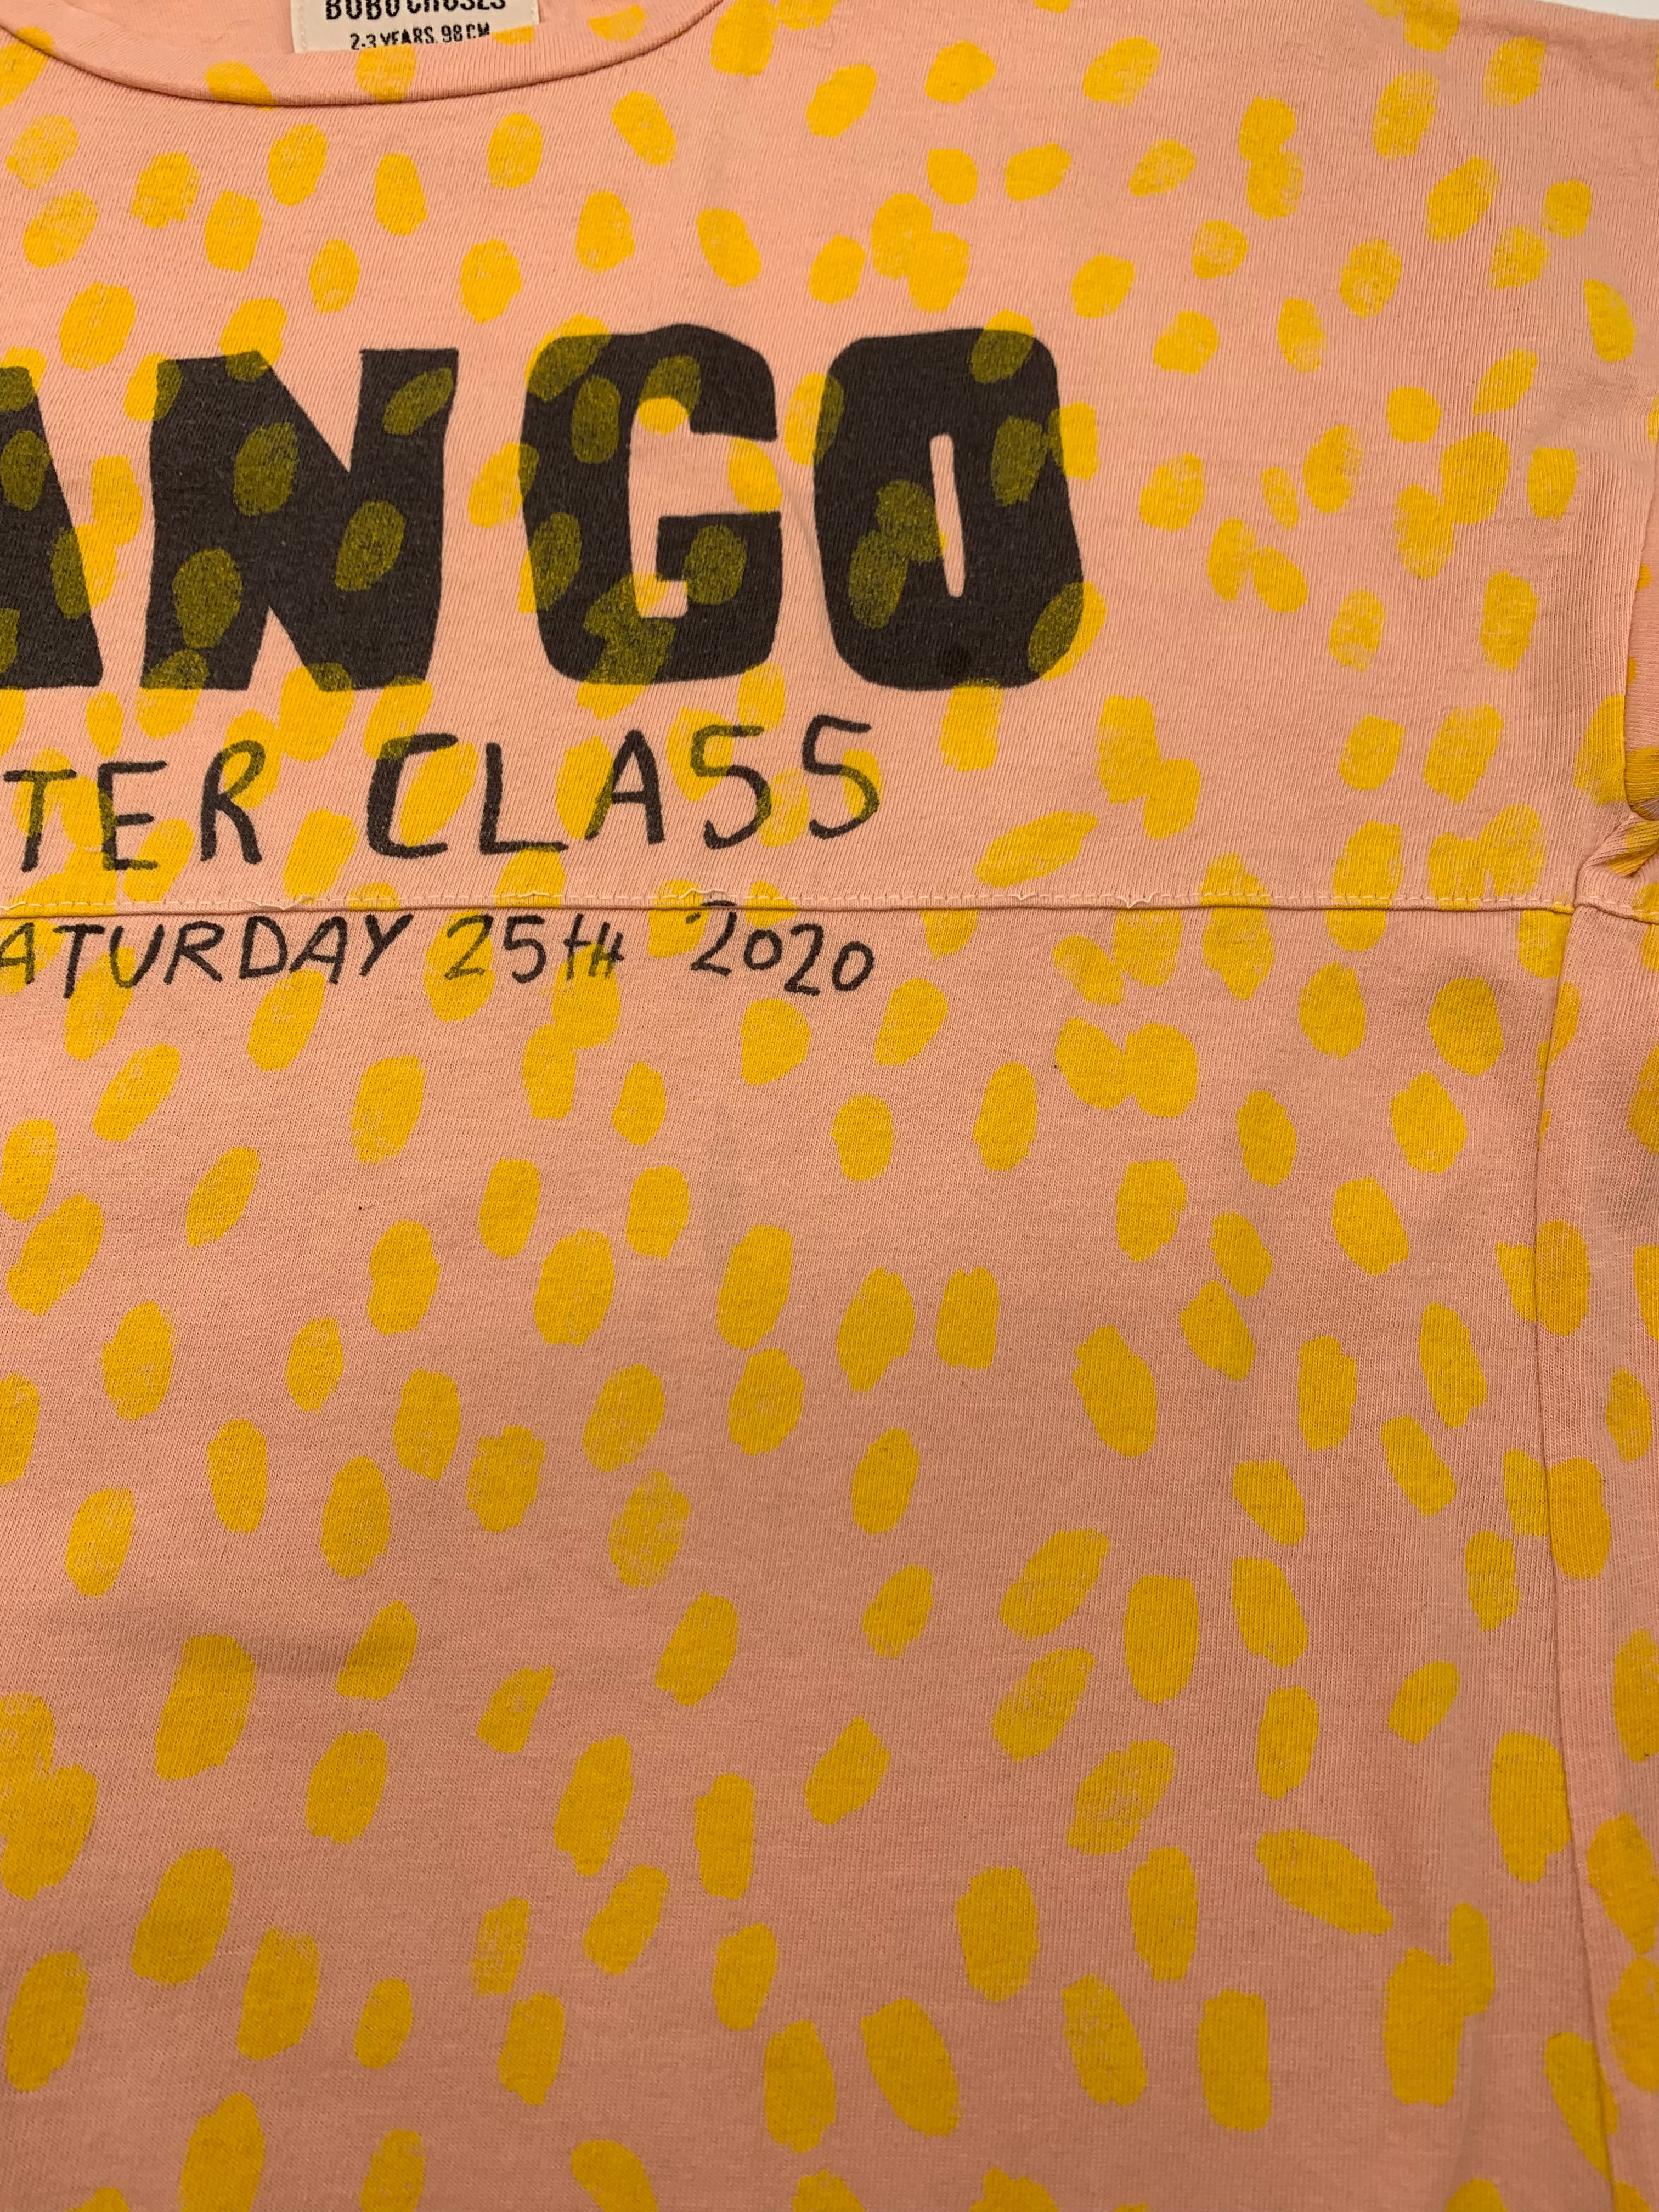 BOBO CHOSES
2-3 YEARS. 98 CM
ANGO
TER CLASS
ATURDAY 25TH 2020